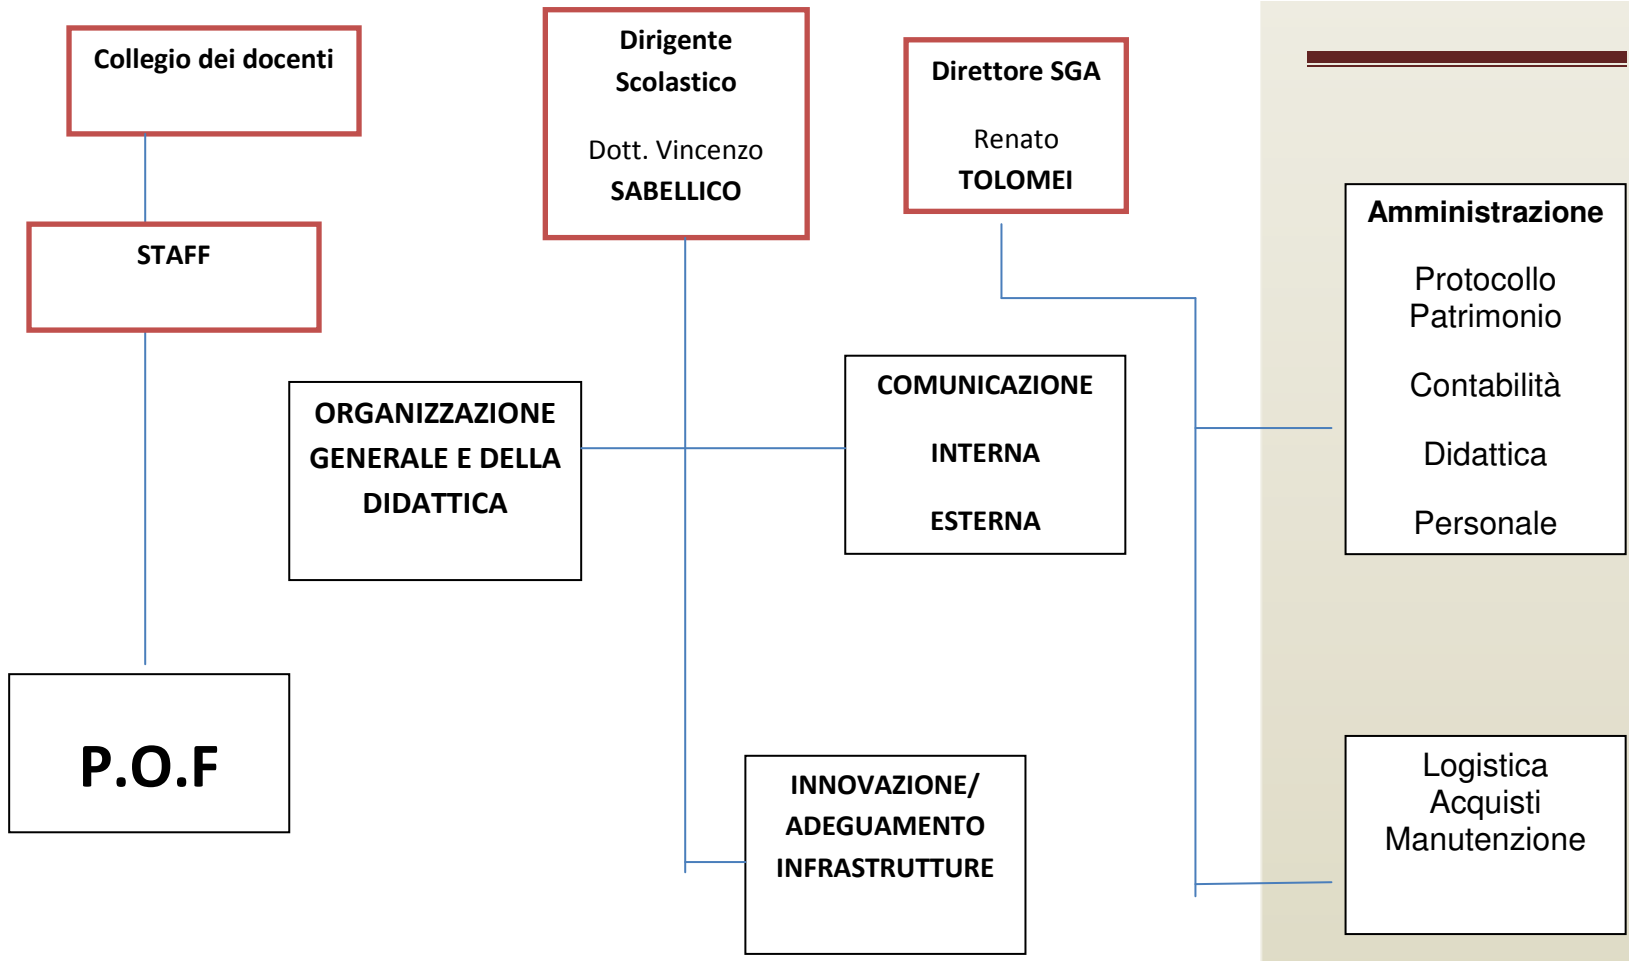 Collegio dei docenti
STAFF
P.O.F
Dirigente
Scolastico
Dott. Vincenzo
SABELLICO
ORGANIZZAZIONE
GENERALE E DELLA
DIDATTICA
COMUNICAZIONE
INTERNA
ESTERNA
INNOVAZIONE/
ADEGUAMENTO
INFRASTRUTTURE
Direttore SGA
Renato
TOLOMEI
Amministrazione
Protocollo
Patrimonio
Contabilità
Didattica
Personale
Logistica
Acquisti
Manutenzione